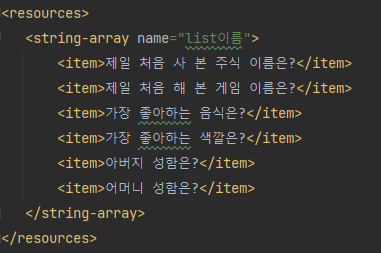 <resources>
<string-array name="list이름">
<item>제일 처음 사 본 주식 이름은?</item>
<item>제일 처음 해 본 게임 이름은?</item>
<item>가장 좋아하는 음식은?</item>
<item>가장 좋아하는 색깔은?</item>
<item>아버지 성함은?</item>
<item>어머니 성함은?</item>
</string-array>
</resources>